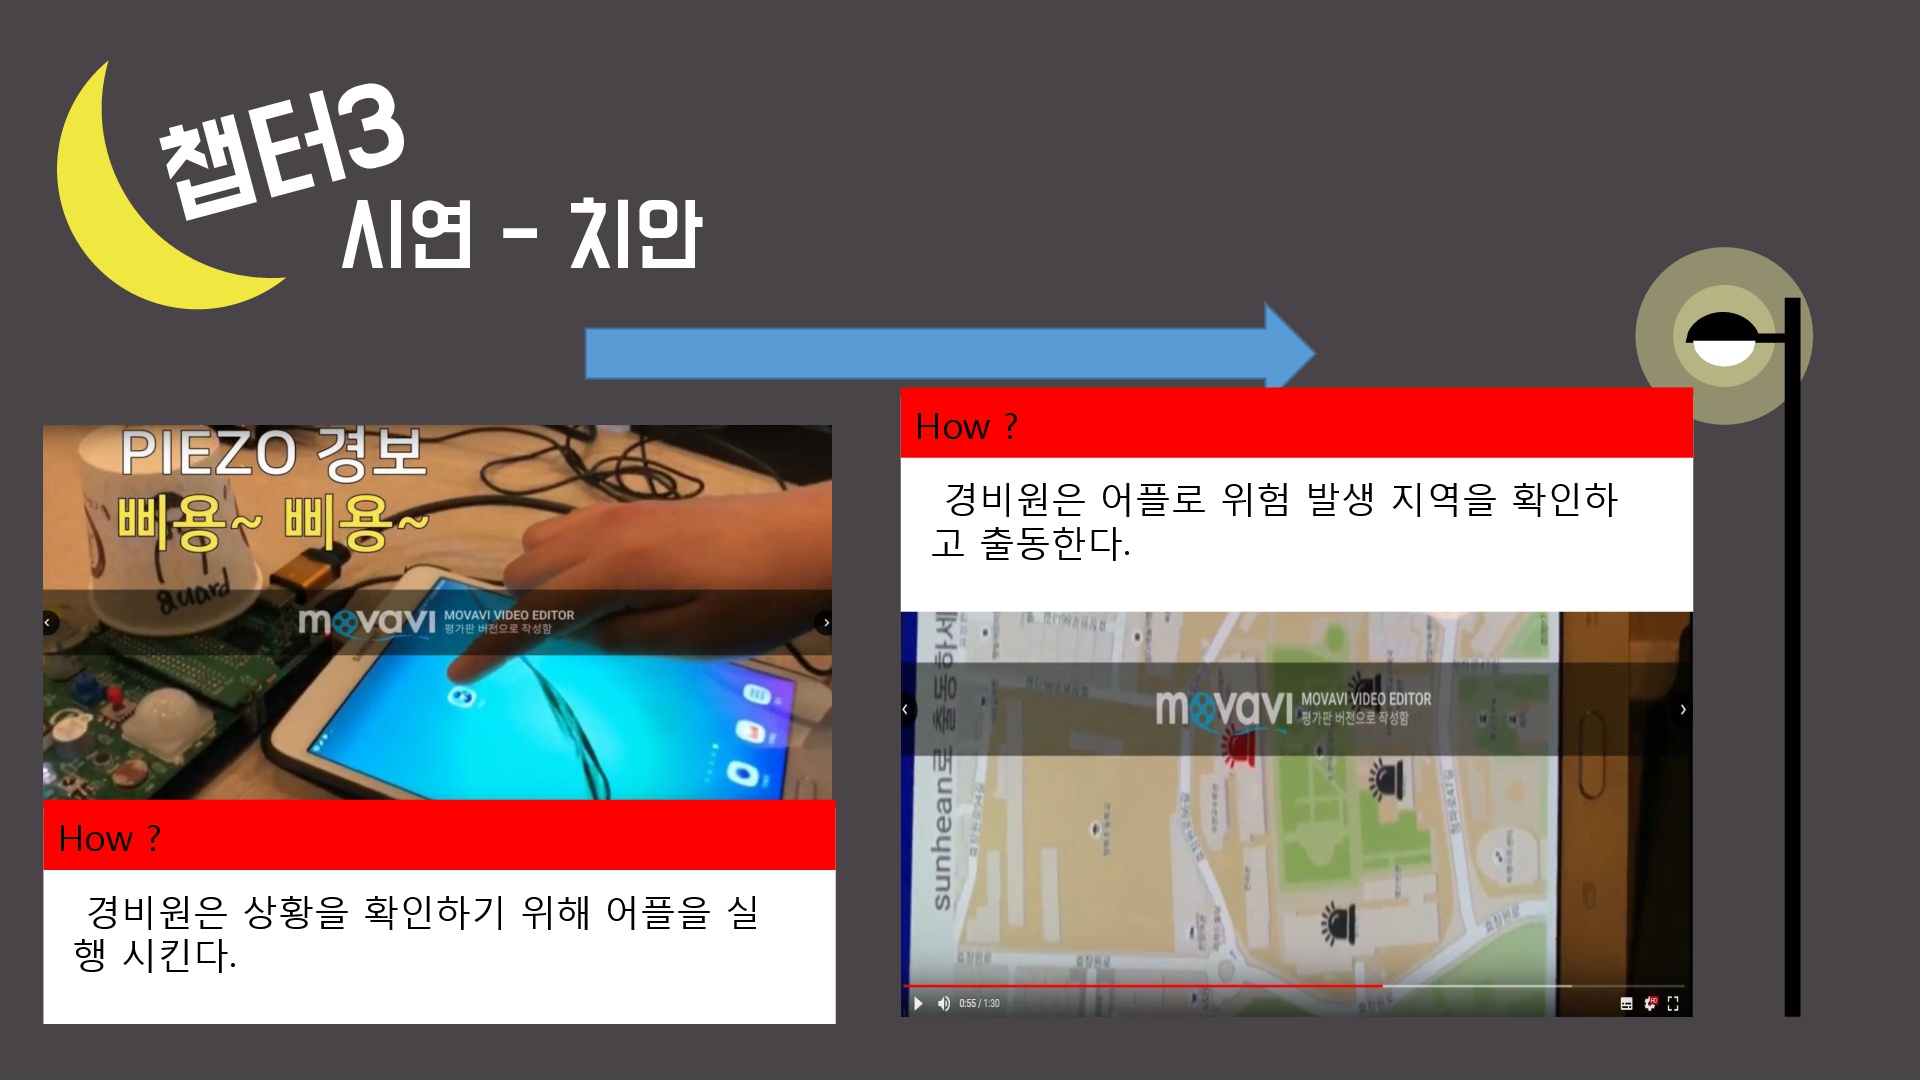 챕터3
시연 - 치안
PIEZO 경보
삐용~ 삐용~
guard
movavi MOVAVI VIDEO EDITOR
평가판 버전으로 작성함
How ?
경비원은 상황을 확인하기 위해 어플을 실
행 시킨다.
How ?
경비원은 어플로 위험 발생 지역을 확인하
고 출동한다.
sunhean로 출동하세
movavi MOVAVI VIDEO EDITOR
평가판 버전으로 작성함
0:55 / 1:30
HD